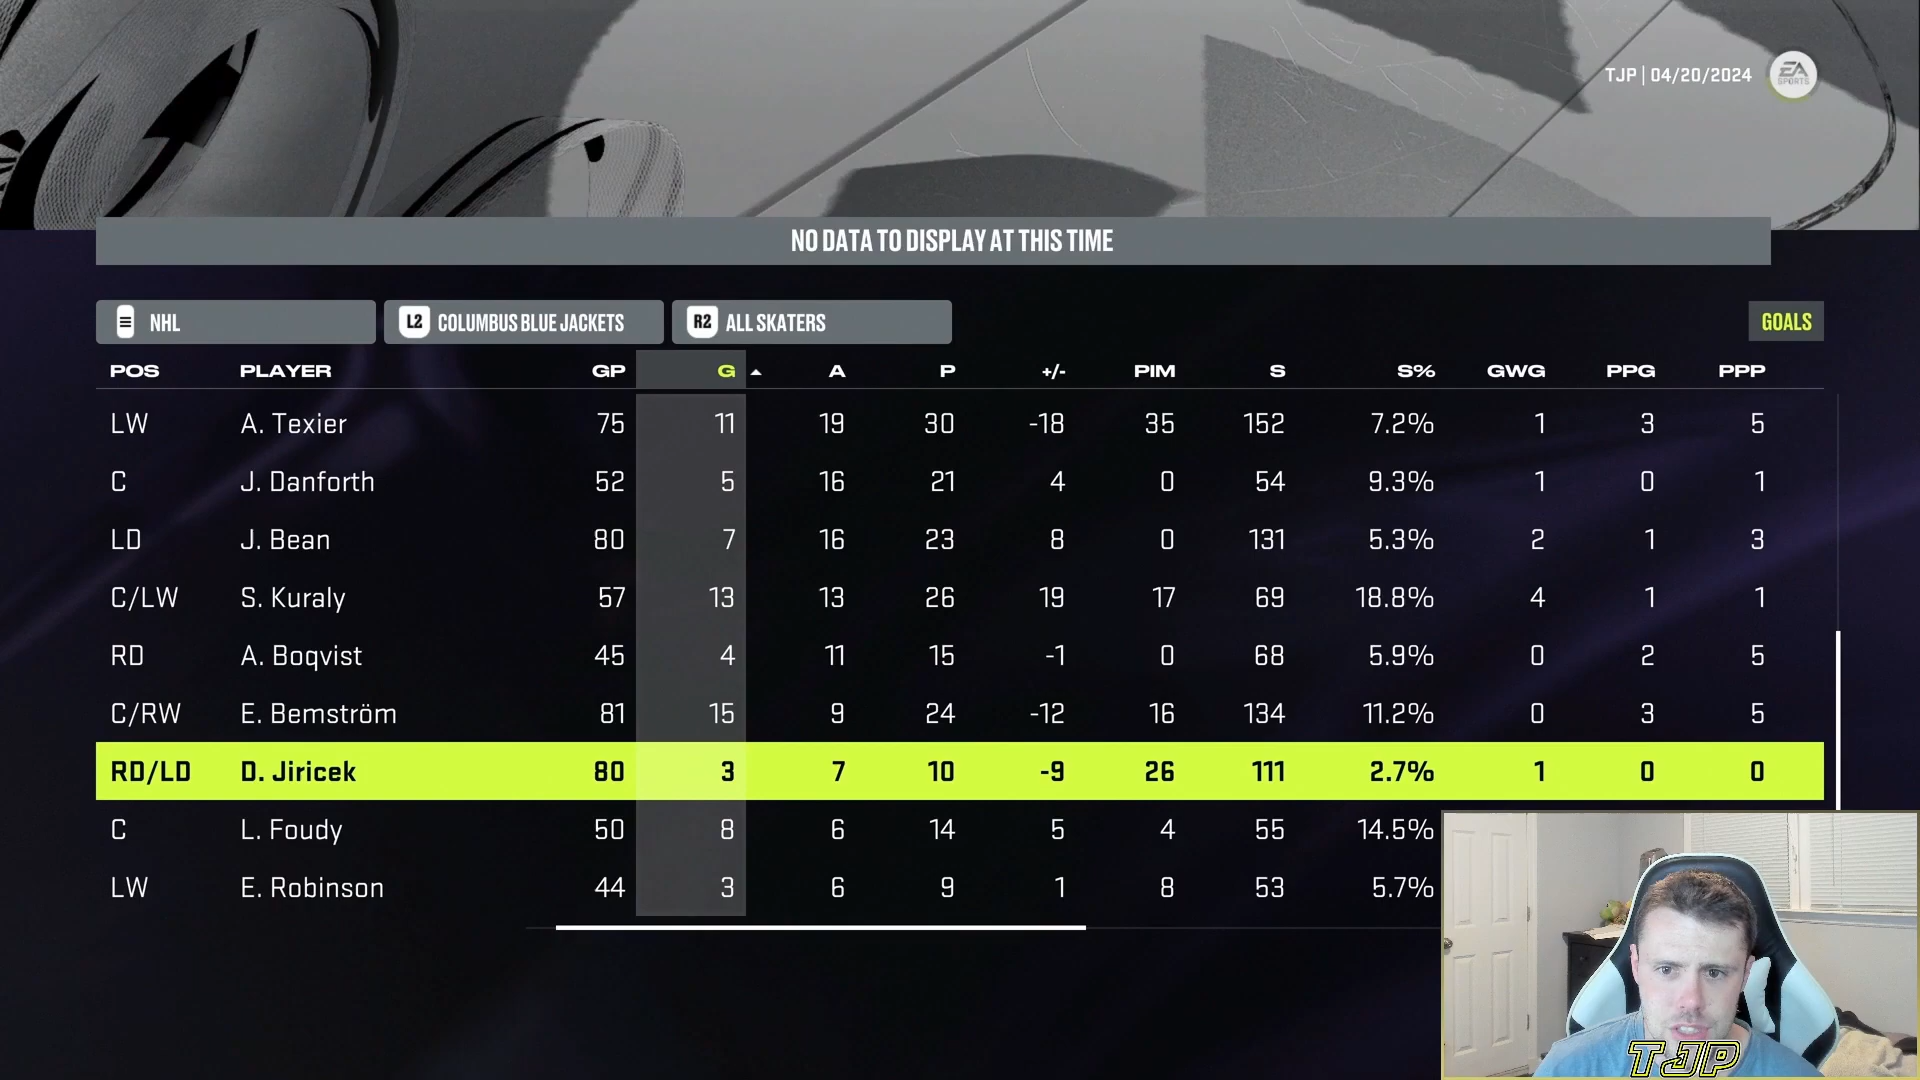 TJP | 04/20/2024 EA SPORTS
NO DATA TO DISPLAY AT THIS TIME
NHL L2 COLUMBUS BLUE JACKETS R2 ALL SKATERS GOALS
POS PLAYER GP G A P +/- PIM S S% GWG PPG PPP
LW A. Texier 75 11 19 30 -18 35 152 7.2% 1 3 5
C J. Danforth 52 5 16 21 4 0 54 9.3% 1 0 1
LD J. Bean 80 7 16 23 8 0 131 5.3% 2 1 3
C/LW S. Kuraly 57 13 13 26 19 17 69 18.8% 4 1 1
RD A. Boqvist 45 4 11 15 -1 0 68 5.9% 0 2 5
C/RW E. Bemström 81 15 9 24 -12 16 134 11.2% 0 3 5
RD/LD D. Jiricek 80 3 7 10 -9 26 111 2.7% 1 0 0
C L. Foudy 50 8 6 14 5 4 55 14.5%
LW E. Robinson 44 3 6 9 1 8 53 5.7%
TJP